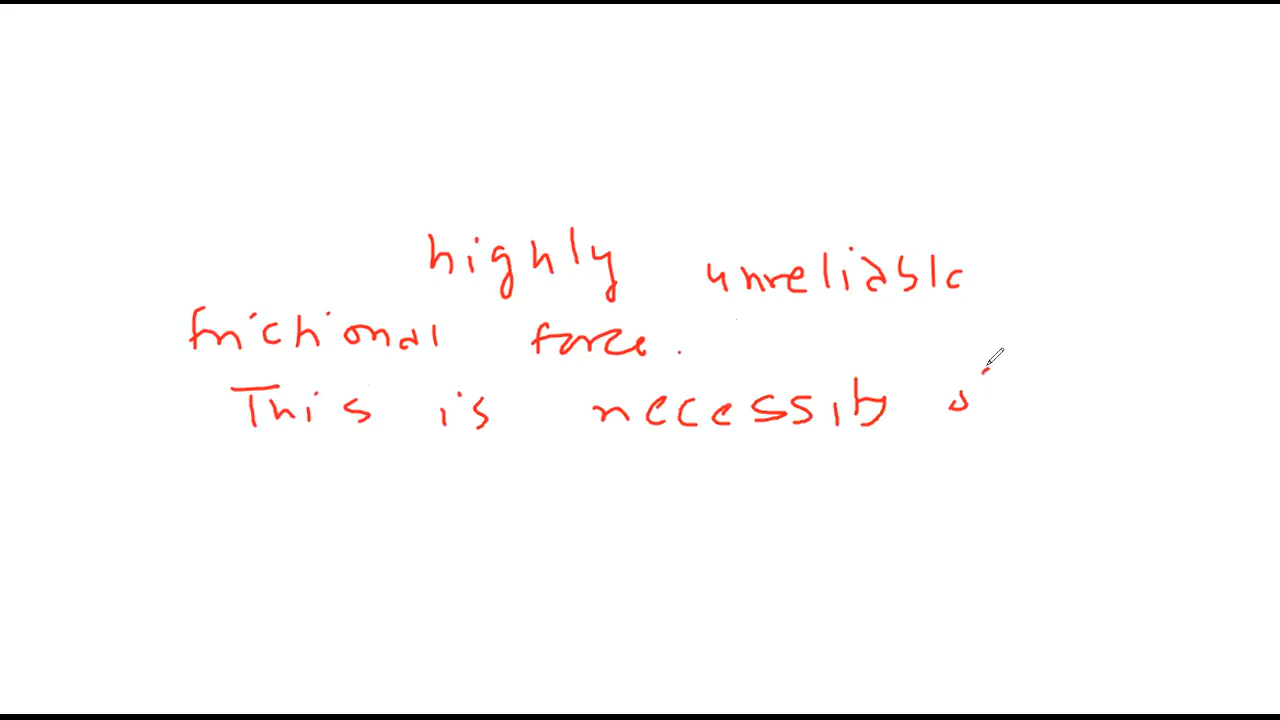 highly unreliable
frictional force.
This is necessity o